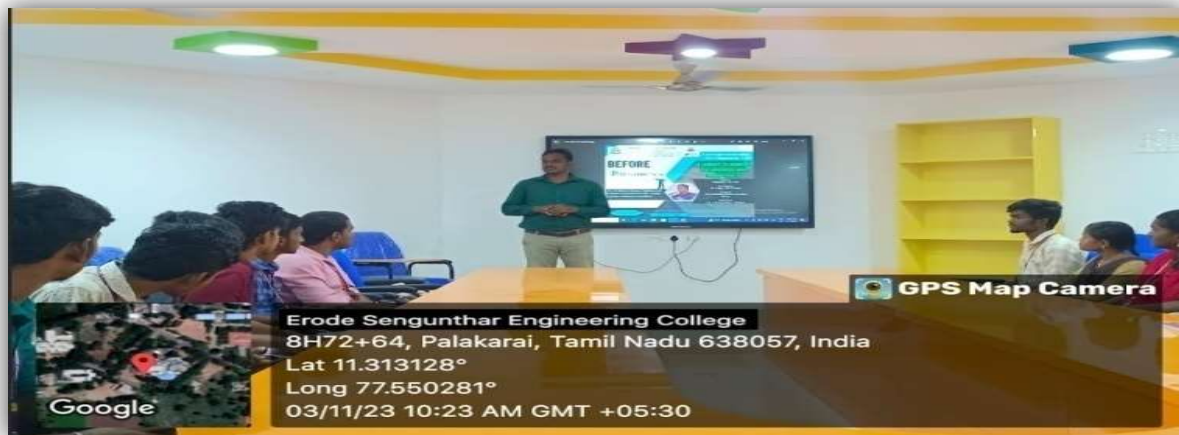 BEFORE
GPS Map Camera
Erode Sengunthar Engineering College
8H72+64, Palakarai, Tamil Nadu 638057, India
Lat 11.313128°
Long 77.550281°
03/11/23 10:23 AM GMT +05:30
Google